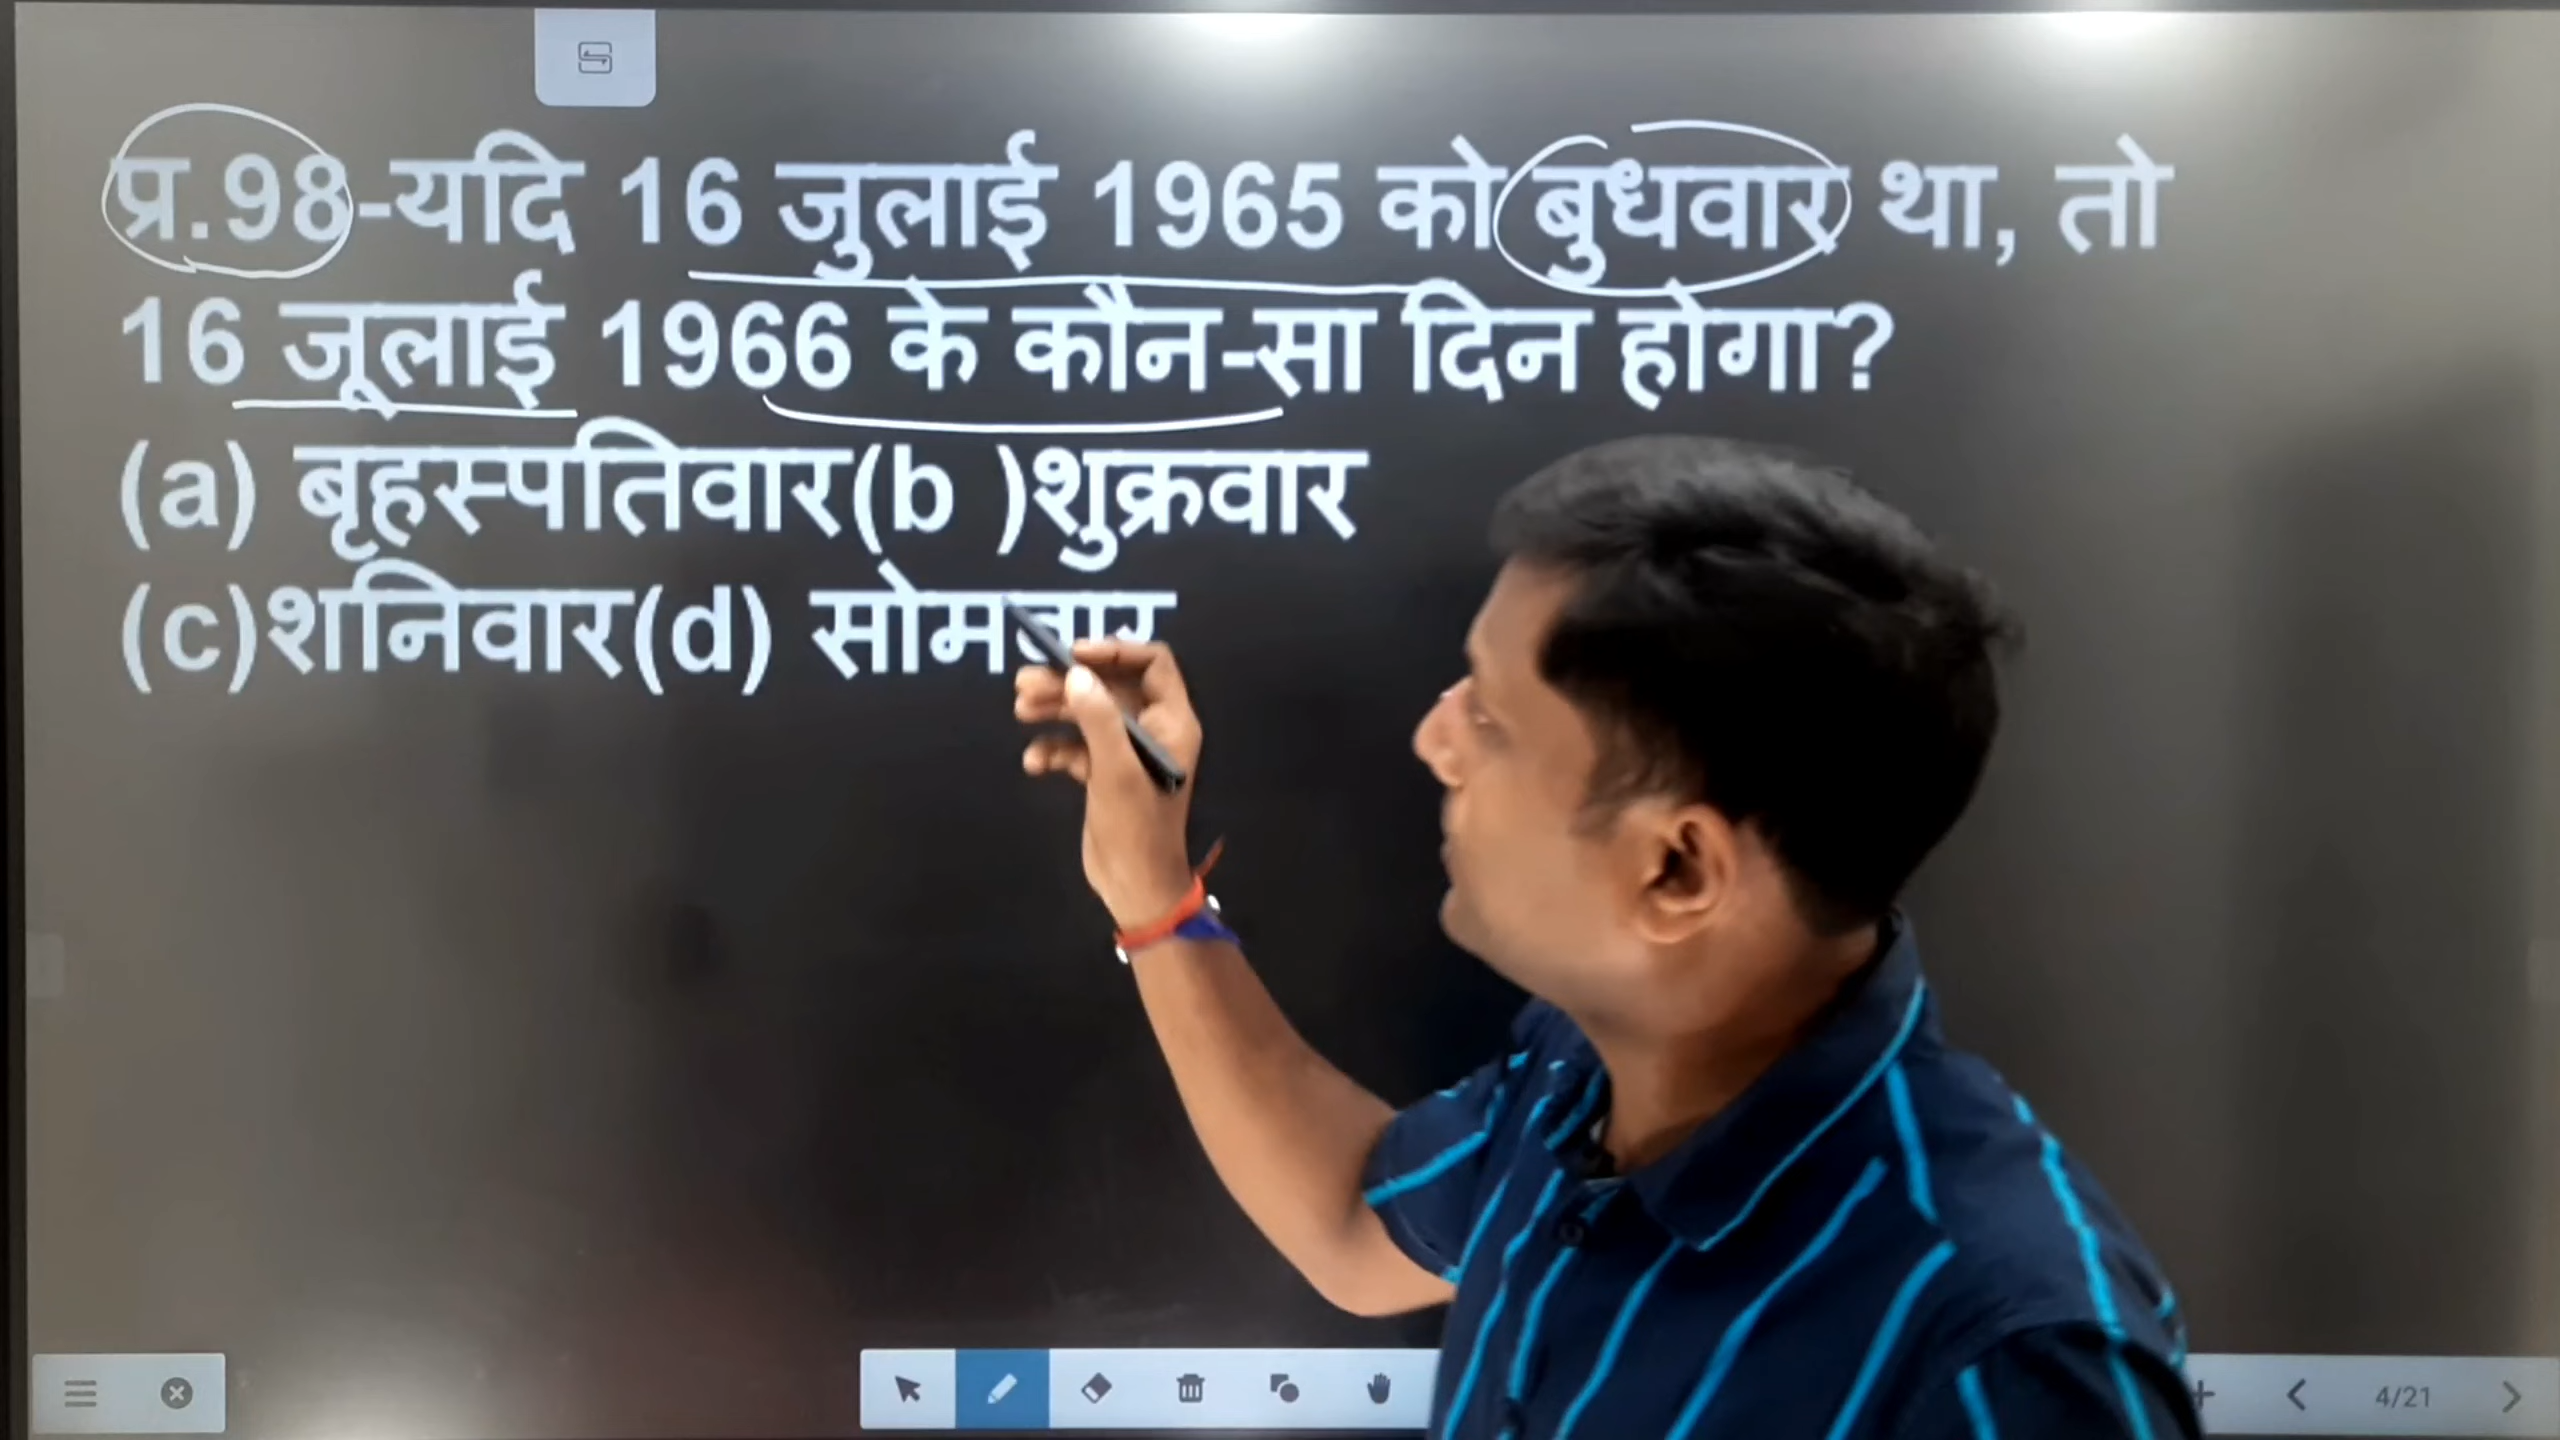 प्र.98-यदि 16 जुलाई 1965 को बुधवार था, तो
16 जूलाई 1966 के कौन-सा दिन होगा?
(a) बृहस्पतिवार(b )शुक्रवार
(c)शनिवार(d) सोमवार
4/21